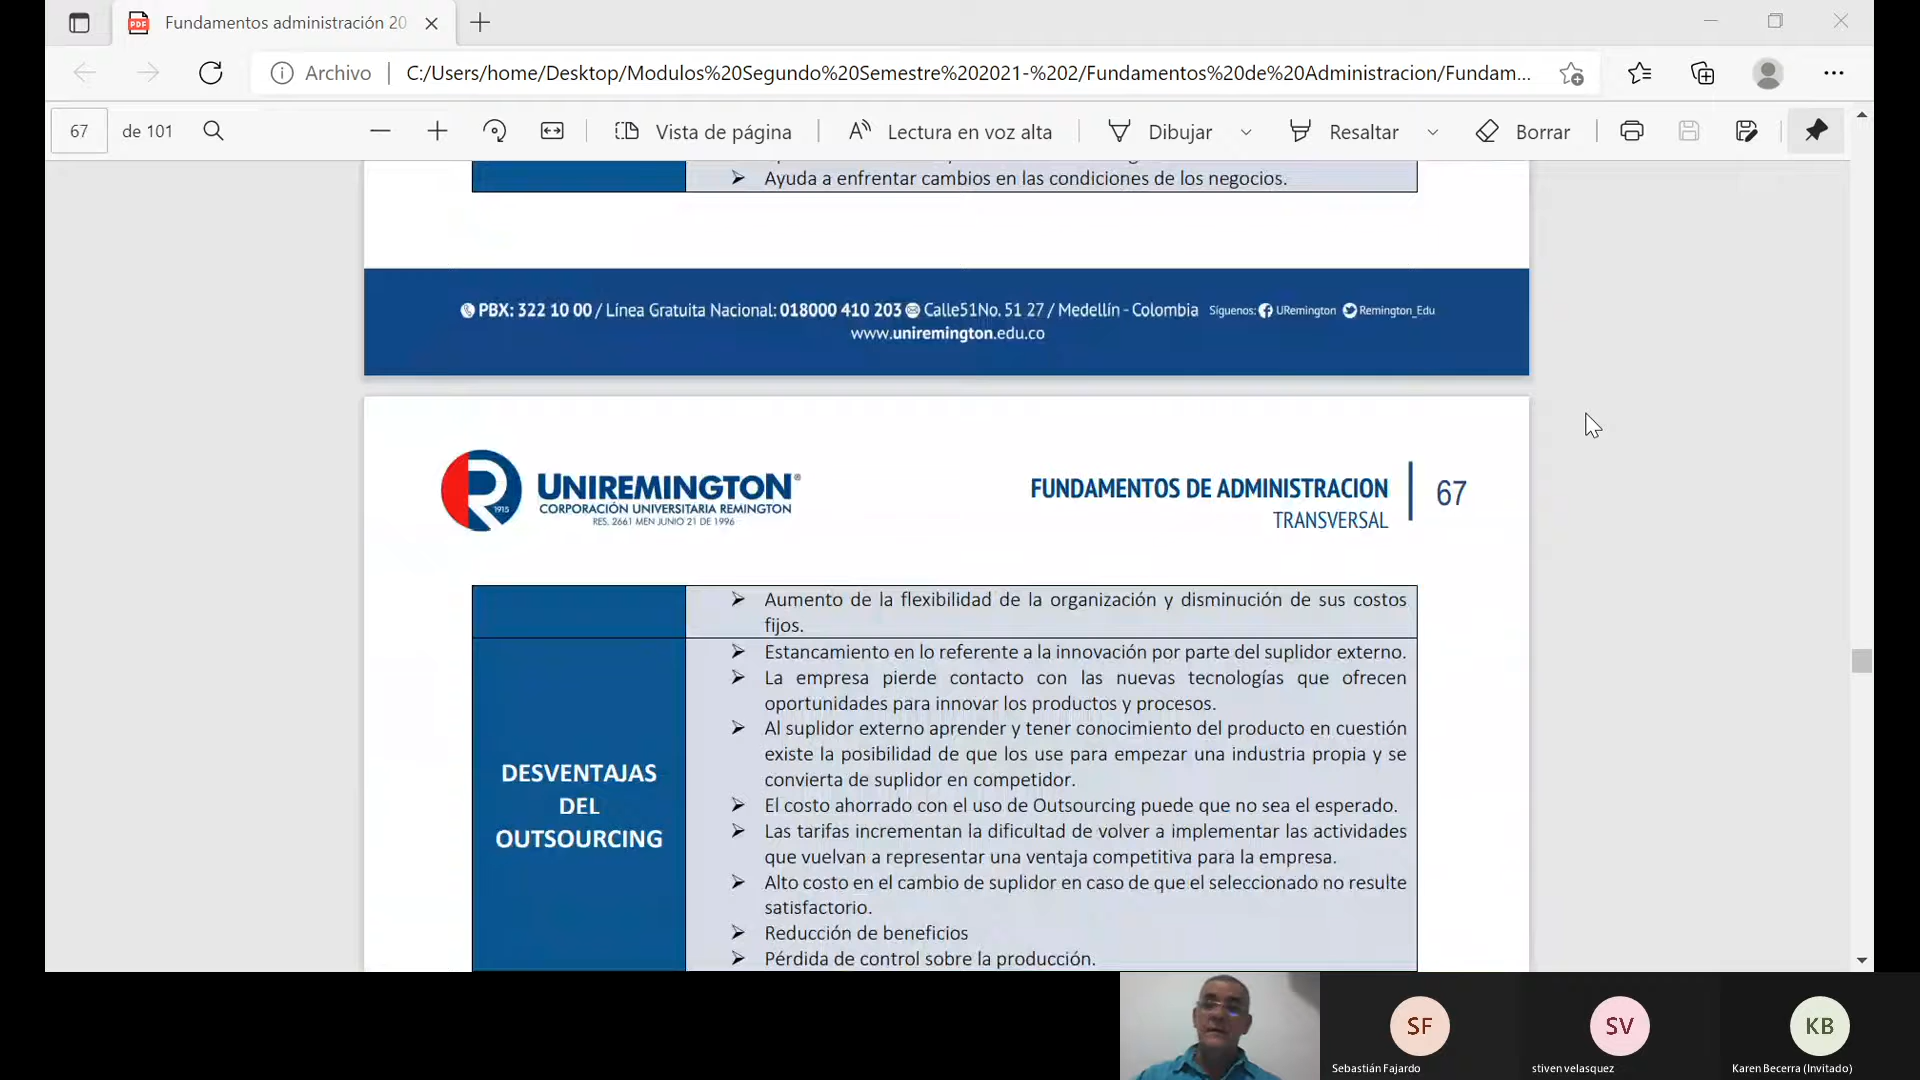 Fundamentos administración 20
Archivo
C:/Users/home/Desktop/Modulos%20Segundo%20Semestre%202021-%202/Fundamentos%20de%20Administracion/Fundam...
67 de 101
Vista de página
Lectura en voz alta
Dibujar
Resaltar
Borrar
➢ Ayuda a enfrentar cambios en las condiciones de los negocios.
PBX: 322 10 00 / Línea Gratuita Nacional: 018000 410 203 Calle51No. 51 27 / Medellín - Colombia Síguenos: URemington Remington_Edu
www.uniremington.edu.co
R
1915
UNIREMINGTON®
CORPORACIÓN UNIVERSITARIA REMINGTON
RES. 2661 MEN JUNIO 21 DE 1996
FUNDAMENTOS DE ADMINISTRACION
TRANSVERSAL
67
➢ Aumento de la flexibilidad de la organización y disminución de sus costos
fijos.
DESVENTAJAS
DEL
OUTSOURCING
➢ Estancamiento en lo referente a la innovación por parte del suplidor externo.
➢ La empresa pierde contacto con las nuevas tecnologías que ofrecen
oportunidades para innovar los productos y procesos.
➢ Al suplidor externo aprender y tener conocimiento del producto en cuestión
existe la posibilidad de que los use para empezar una industria propia y se
convierta de suplidor en competidor.
➢ El costo ahorrado con el uso de Outsourcing puede que no sea el esperado.
➢ Las tarifas incrementan la dificultad de volver a implementar las actividades
que vuelvan a representar una ventaja competitiva para la empresa.
➢ Alto costo en el cambio de suplidor en caso de que el seleccionado no resulte
satisfactorio.
➢ Reducción de beneficios
➢ Pérdida de control sobre la producción.
SF
Sebastián Fajardo
SV
stiven velasquez
KB
Karen Becerra (Invitado)